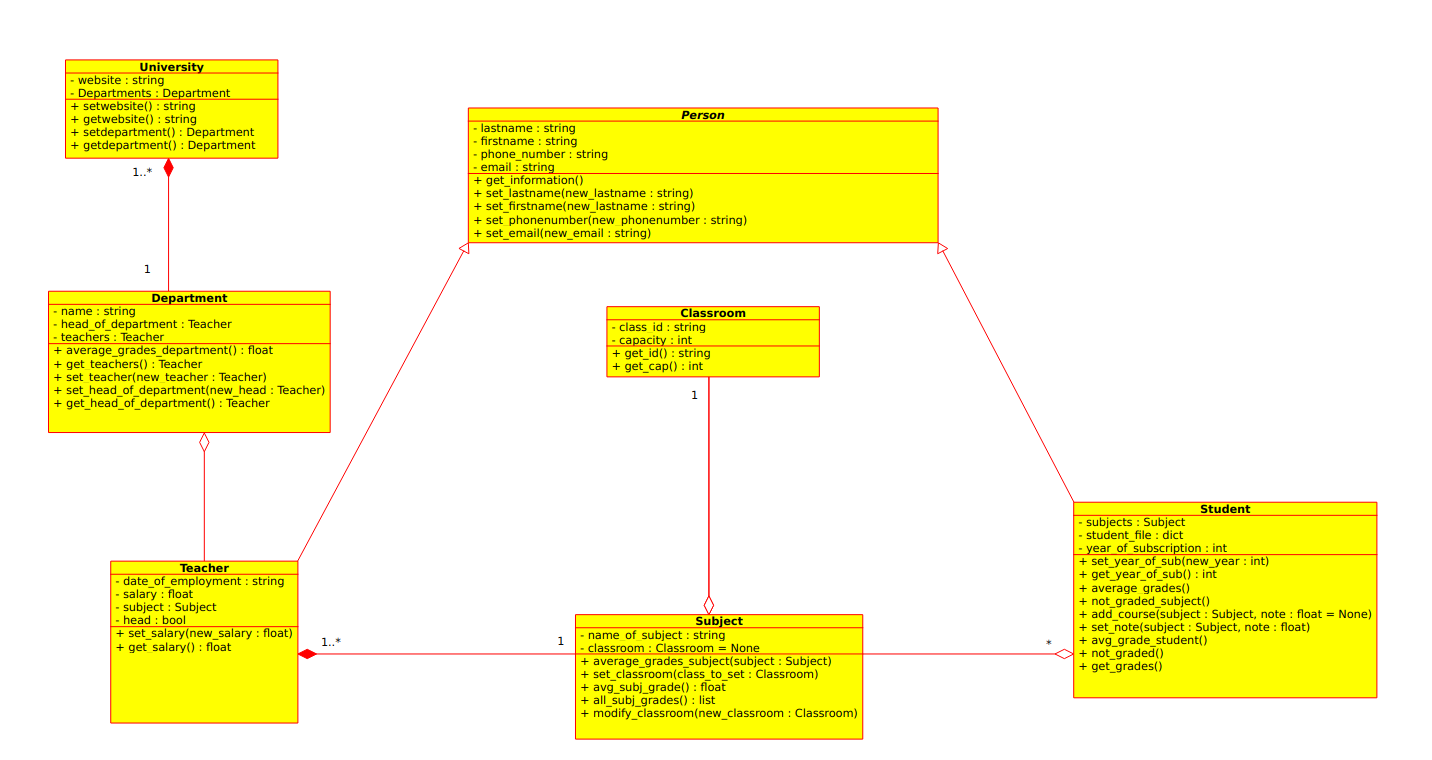 University
- website : string
- Departments : Department
+ setwebsite() : string
+ getwebsite() : string
+ setdepartment() : Department
+ getdepartment() : Department
1..*
1
Person
- lastname : string
- firstname : string
- phone_number : string
- email : string
+ get_information()
+ set_lastname(new_lastname : string)
+ set_firstname(new_lastname : string)
+ set_phonenumber(new_phonenumber : string)
+ set_email(new_email : string)
Department
- name : string
- head_of_department : Teacher
- teachers : Teacher
+ average_grades_department() : float
+ get_teachers() : Teacher
+ set_teacher(new_teacher : Teacher)
+ set_head_of_department(new_head : Teacher)
+ get_head_of_department() : Teacher
Classroom
- class_id : string
- capacity : int
+ get_id() : string
+ get_cap() : int
1
Teacher
- date_of_employment : string
- salary : float
- subject : Subject
- head : bool
+ set_salary(new_salary : float)
+ get_salary() : float
1..*
1
Subject
- name_of_subject : string
- classroom : Classroom = None
+ average_grades_subject(subject : Subject)
+ set_classroom(class_to_set : Classroom)
+ avg_subj_grade() : float
+ all_subj_grades() : list
+ modify_classroom(new_classroom : Classroom)
*
Student
- subjects : Subject
- student_file : dict
- year_of_subscription : int
+ set_year_of_sub(new_year : int)
+ get_year_of_sub() : int
+ average_grades()
+ not_graded_subject()
+ add_course(subject : Subject, note : float = None)
+ set_note(subject : Subject, note : float)
+ avg_grade_student()
+ not_graded()
+ get_grades()